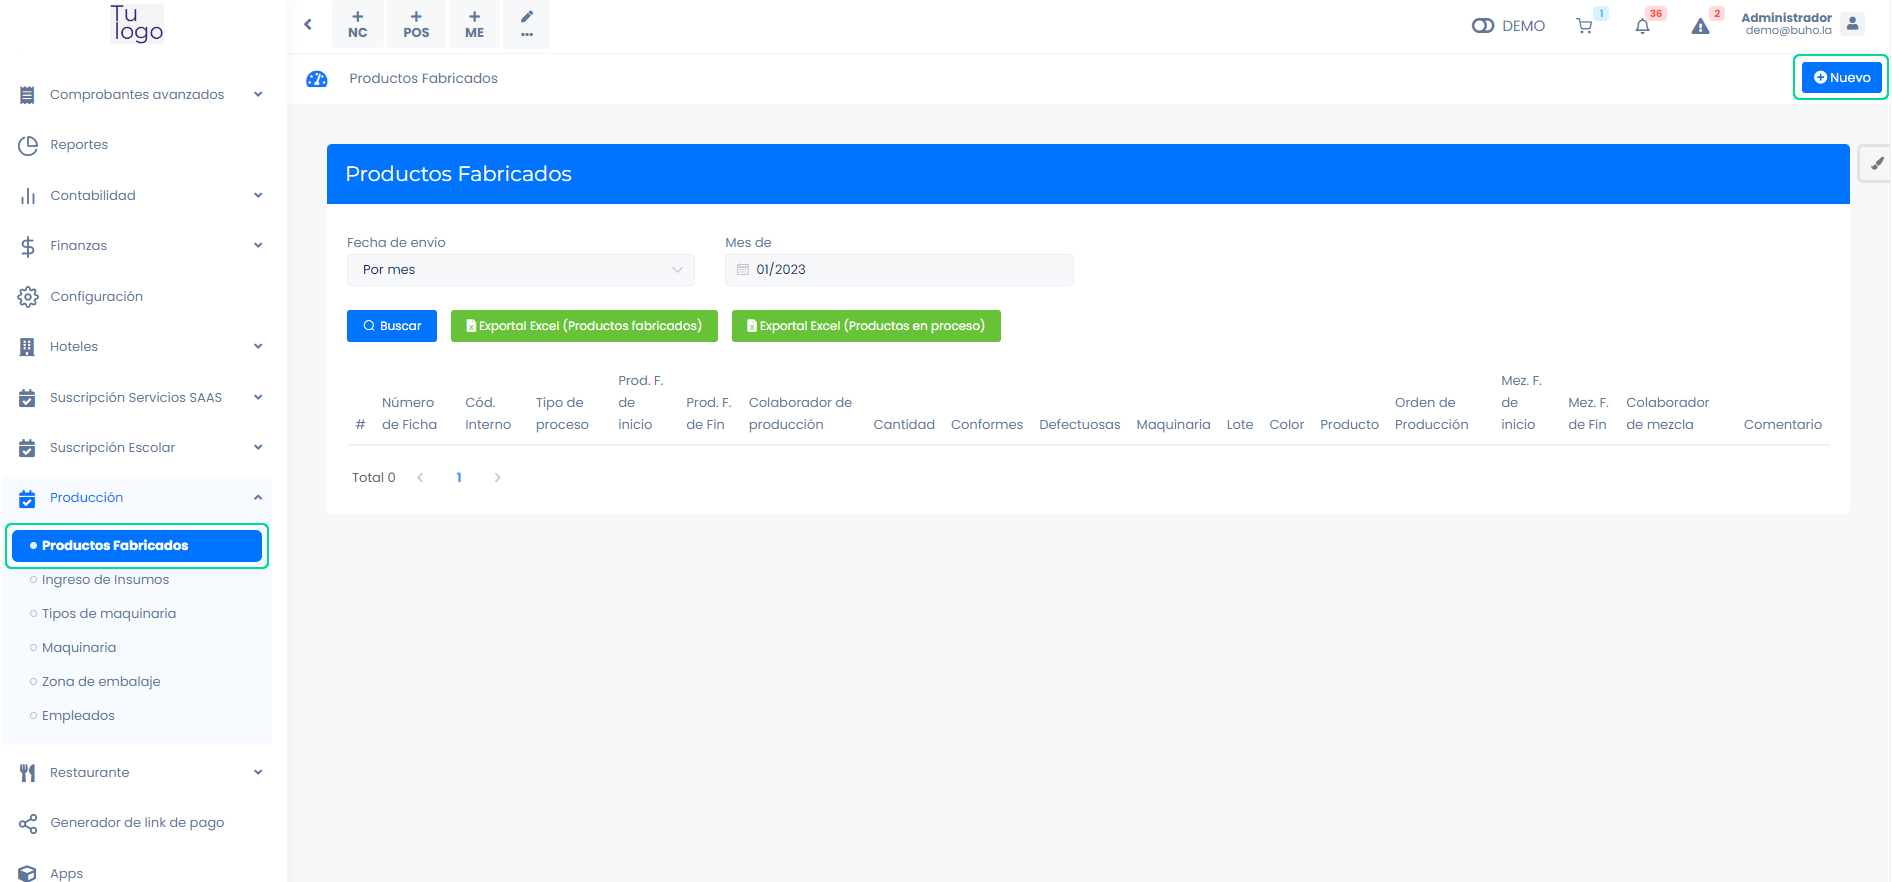 Tu
logo
NC
POS
ME
...
DEMO
1
36
2
Administrador
demo@buho.la
Productos Fabricados
Nuevo
Comprobantes avanzados
Reportes
Contabilidad
Finanzas
Configuración
Hoteles
Suscripción Servicios SAAS
Suscripción Escolar
Producción
Productos Fabricados
Ingreso de Insumos
Tipos de maquinaria
Maquinaria
Zona de embalaje
Empleados
Restaurante
Generador de link de pago
Apps
Productos Fabricados
Fecha de envio
Mes de
Por mes
01/2023
Buscar
Exportal Excel (Productos fabricados)
Exportal Excel (Productos en proceso)
#
Número
de Ficha
Cód.
Interno
Tipo de
proceso
Prod. F.
de
inicio
Prod. F.
de Fin
Colaborador de
producción
Cantidad
Conformes
Defectuosas
Maquinaria
Lote
Color
Producto
Orden de
Producción
Mez. F.
de
inicio
Mez. F.
de Fin
Colaborador
de mezcla
Comentario
Total 0
1